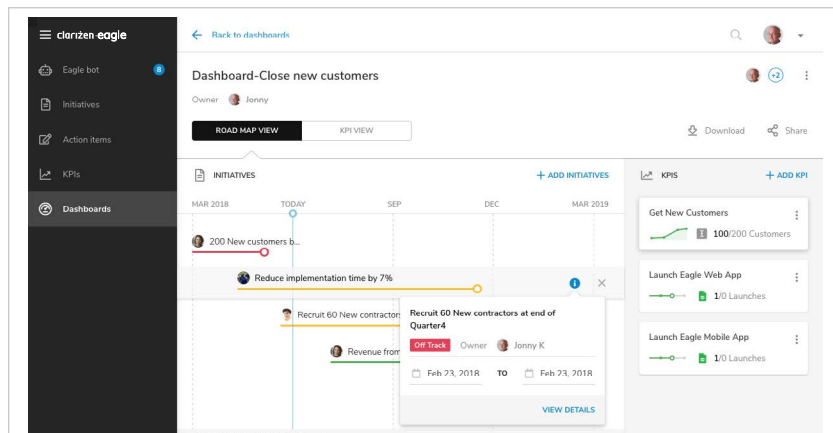 clarizen-eagle
Back to dashboards
Eagle bot 8
Initiatives
Action items
KPIs
Dashboards
Dashboard-Close new customers
+2
Owner Jonny
ROAD MAP VIEW KPI VIEW
Download Share
INITIATIVES + ADD INITIATIVES
MAR 2018 TODAY SEP DEC MAR 2019
200 New customers b...
Reduce implementation time by 7%
Recruit 60 New contractors
Revenue from
Recruit 60 New contractors at end of
Quarter4
Off Track Owner Jonny K
Feb 23, 2018 TO Feb 23, 2018
VIEW DETAILS
KPIS + ADD KPI
Get New Customers
100/200 Customers
Launch Eagle Web App
1/0 Launches
Launch Eagle Mobile App
1/0 Launches